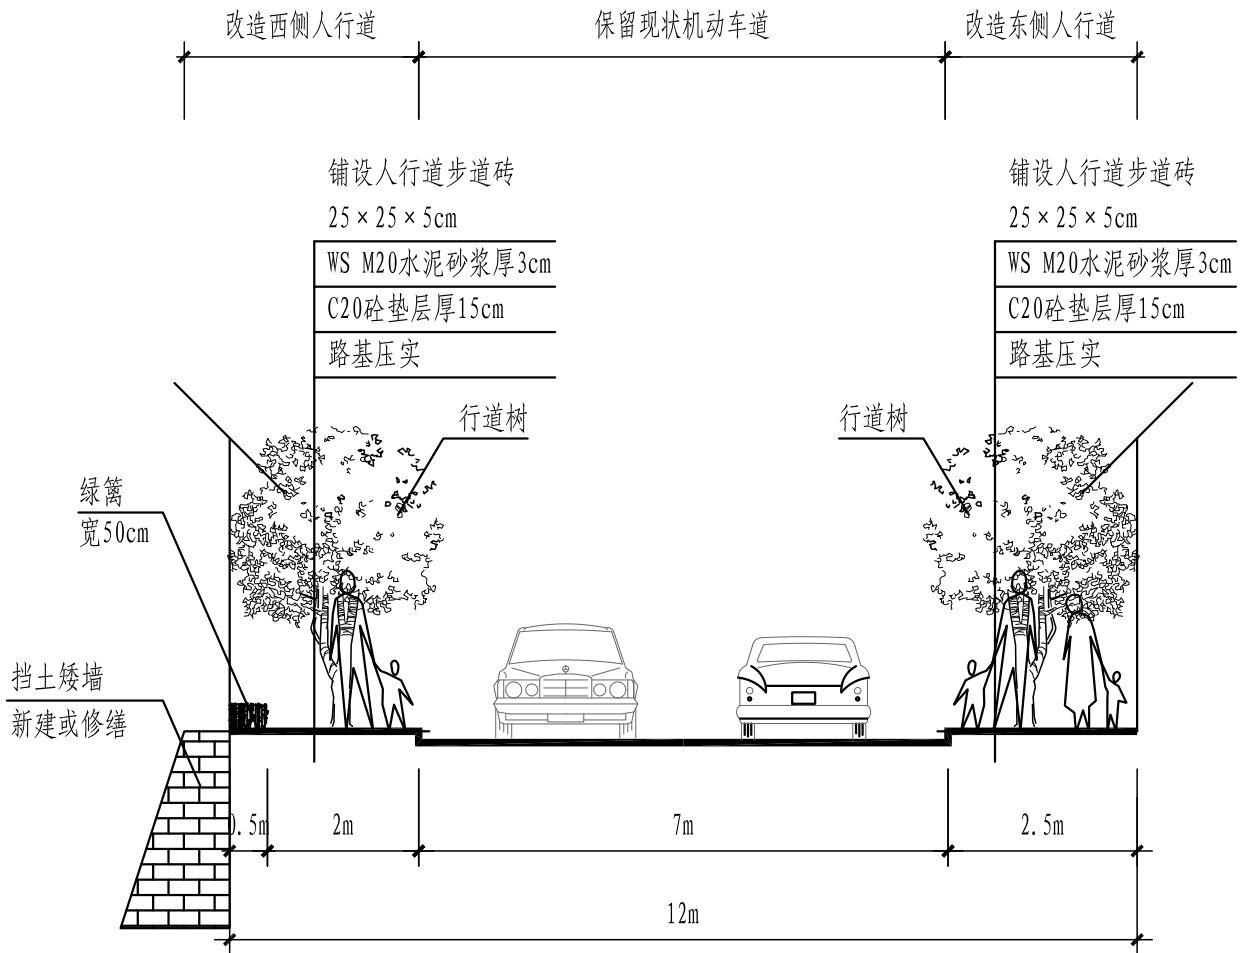 改造西侧人行道
保留现状机动车道
改造东侧人行道
铺设人行道步道砖
25×25×5cm
WS M20水泥砂浆厚3cm
C20砼垫层厚15cm
路基压实
铺设人行道步道砖
25×25×5cm
WS M20水泥砂浆厚3cm
C20砼垫层厚15cm
路基压实
行道树
行道树
绿篱
宽50cm
挡土矮墙
新建或修缮
0.5m
2m
7m
2.5m
12m